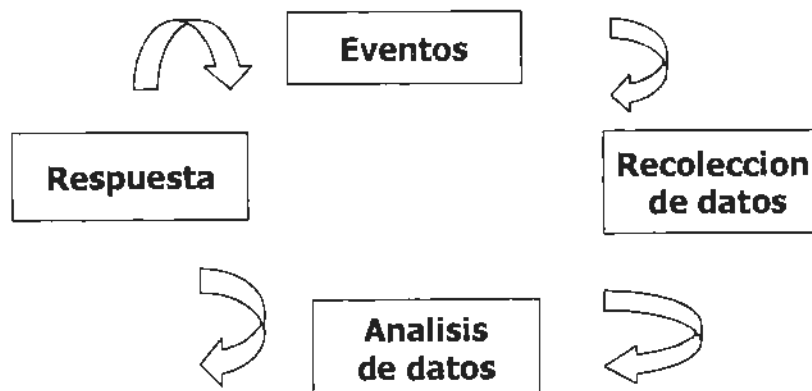 Eventos
Respuesta
Recoleccion
de datos
Analisis
de datos